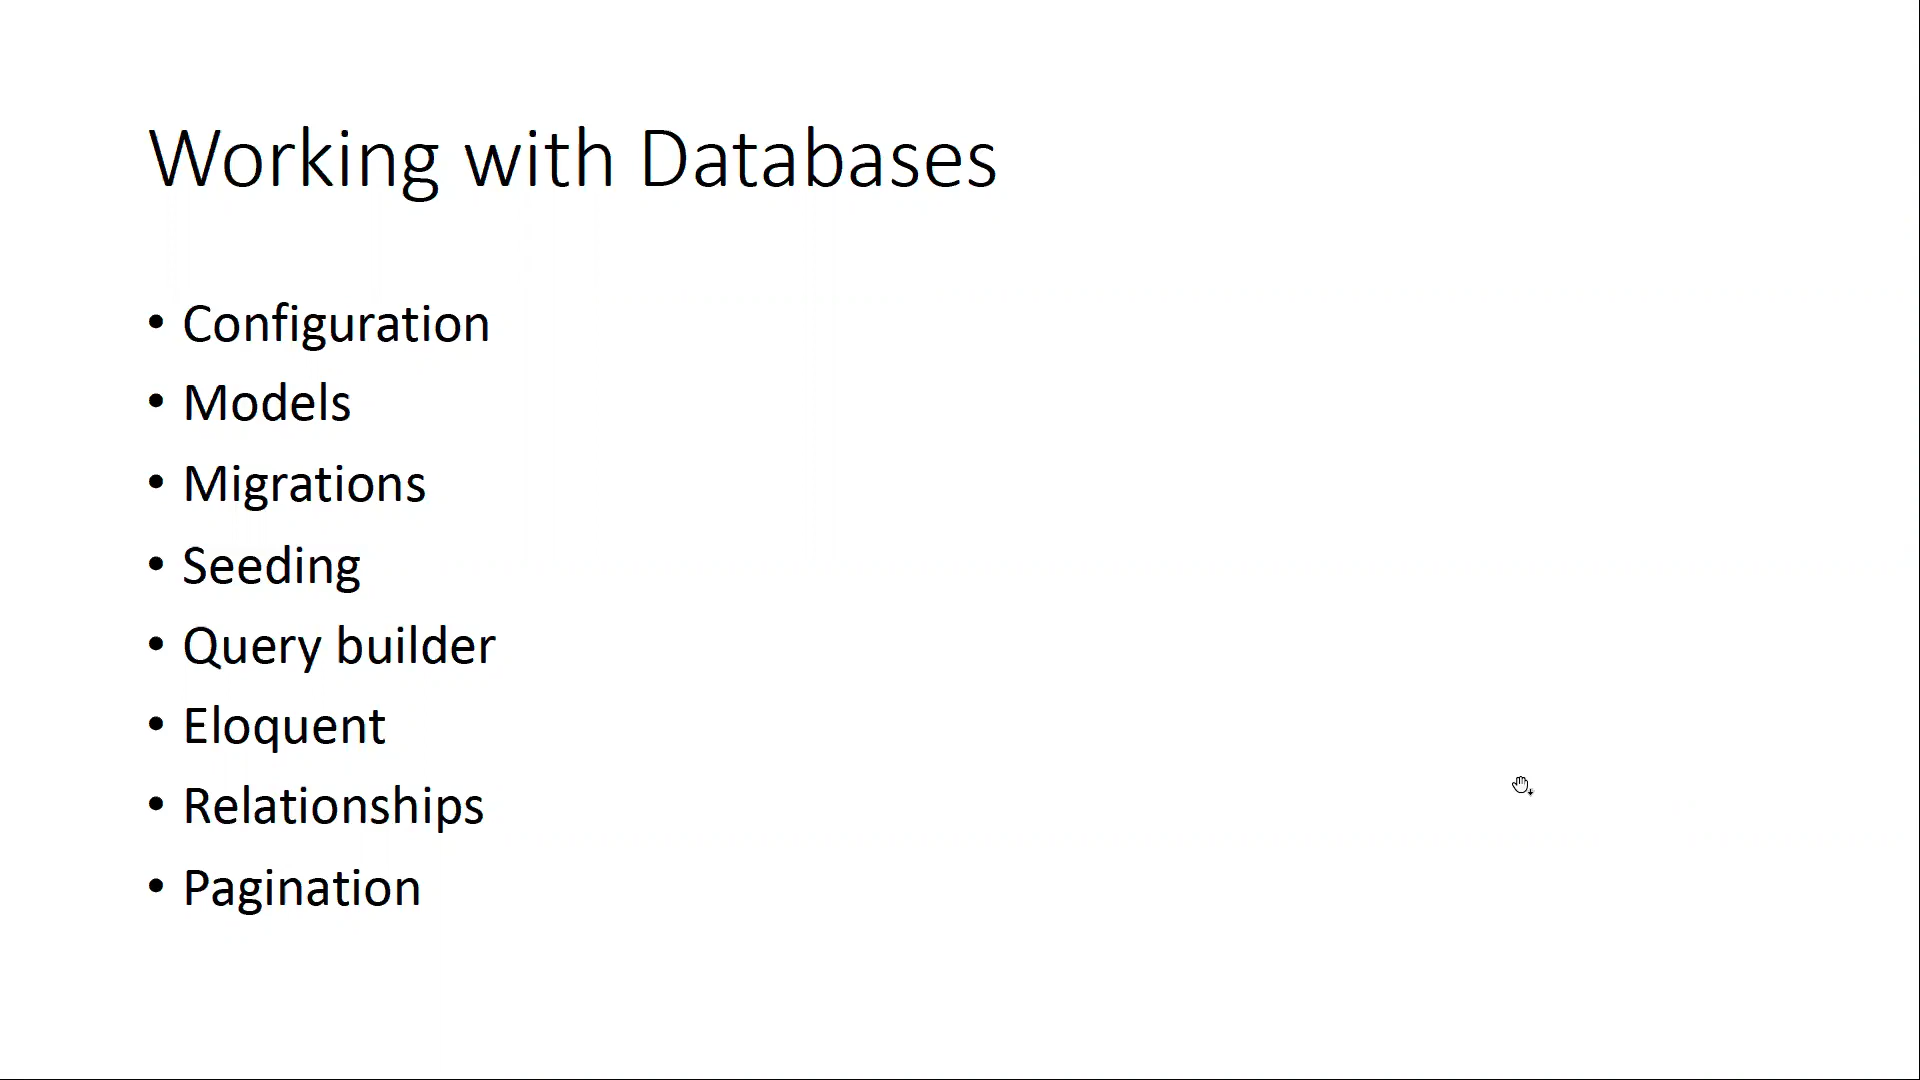 Working with Databases
• Configuration
• Models
• Migrations
• Seeding
• Query builder
• Eloquent
• Relationships
• Pagination